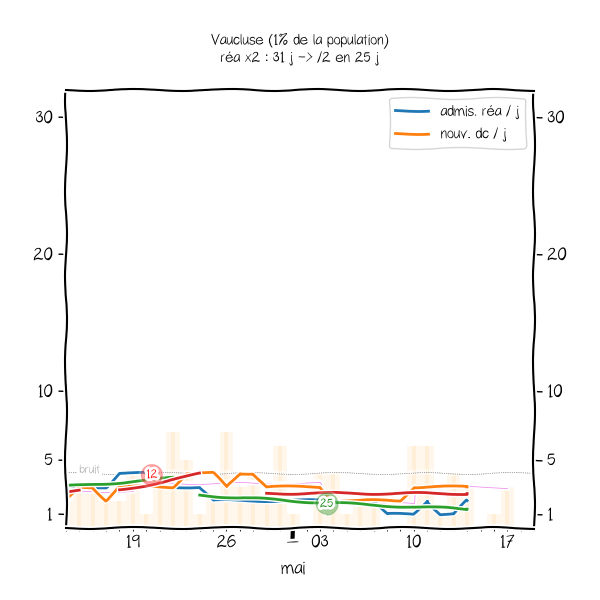 Vaucluse (1% de la population)
réa x2 : 31 j -> /2 en 25 j
admis. réa / j
nouv. dc / j
30
30
20
20
10
10
5
5
bruit
12
25
1
1
19
26
03
10
17
mai